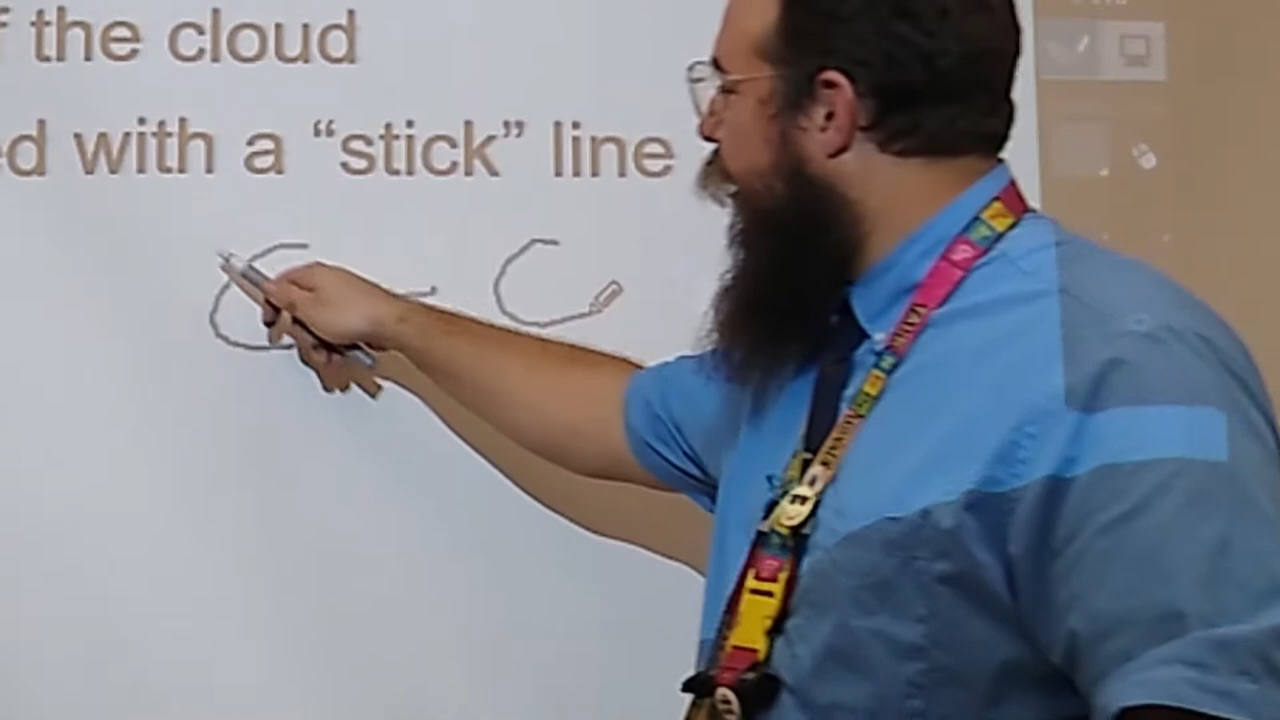 f the cloud
ed with a “stick” line
C - C